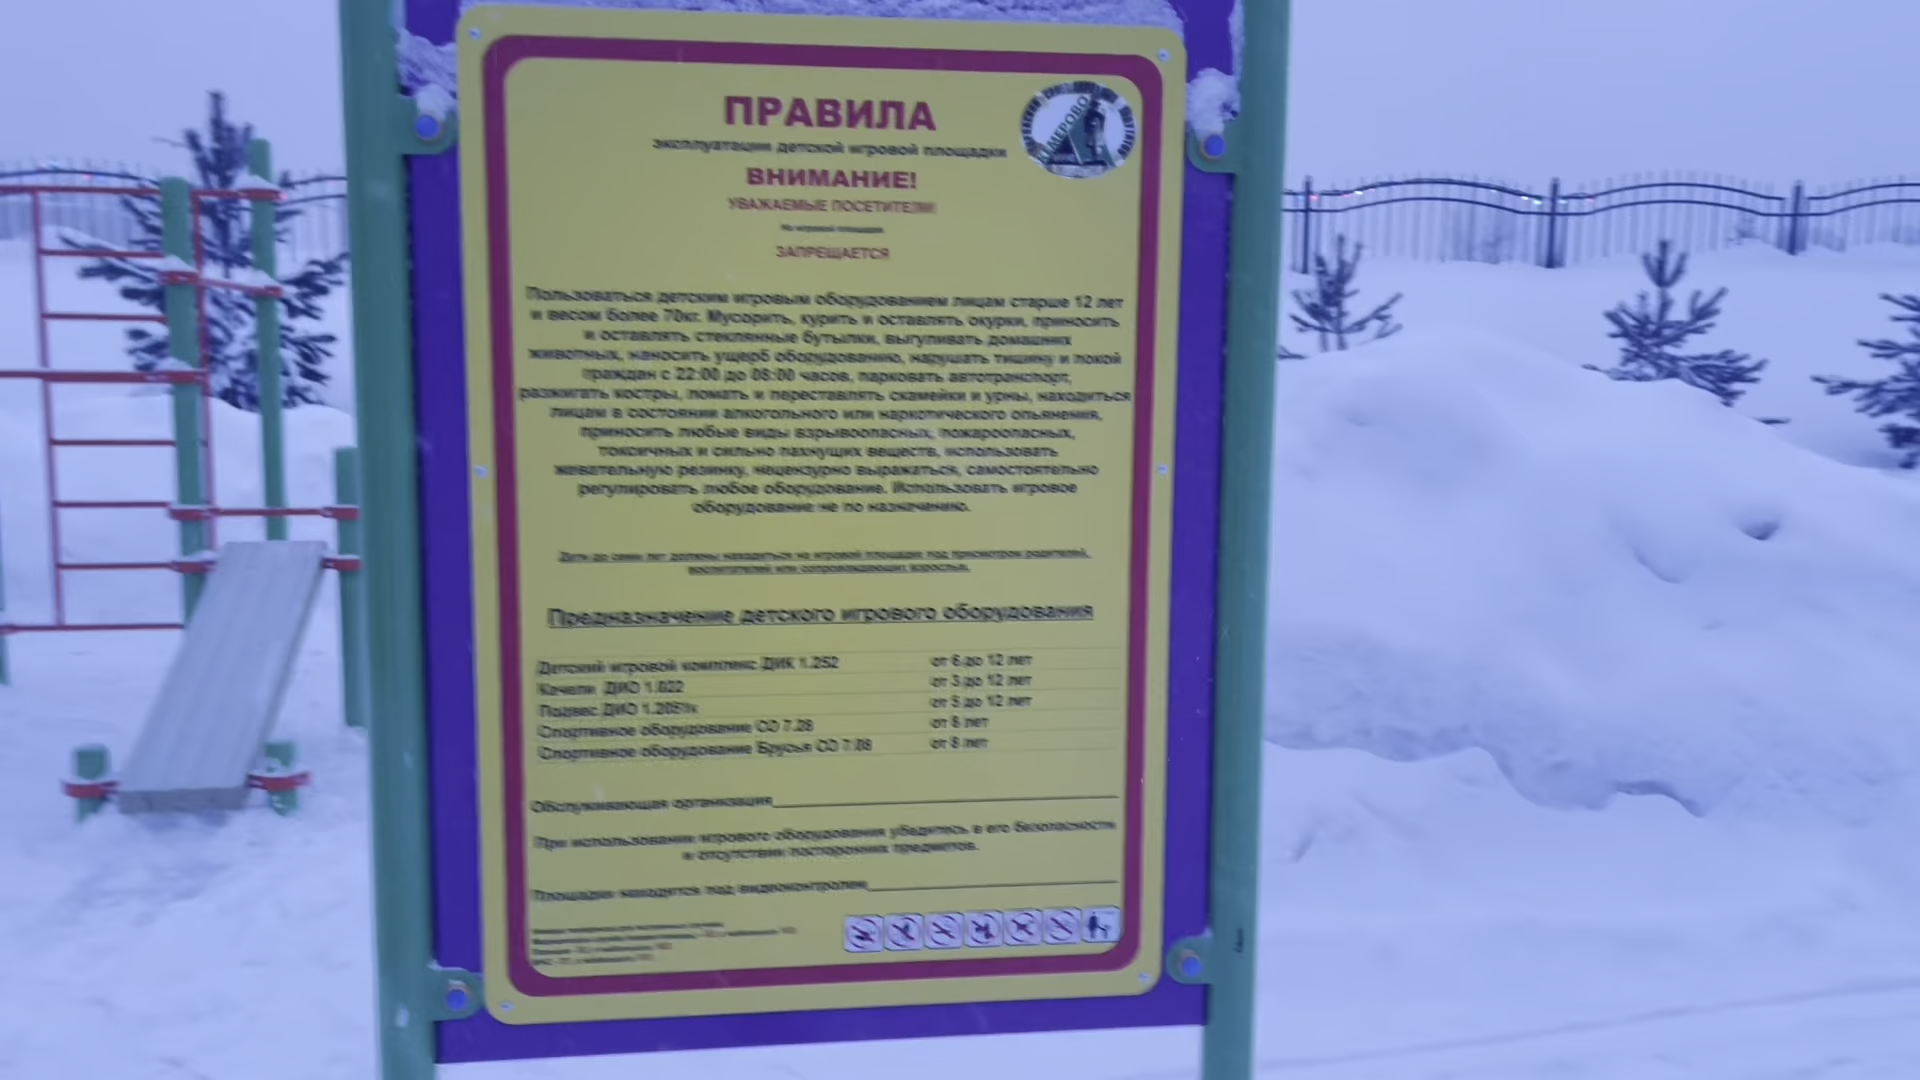 ПРАВИЛА
эксплуатации детской игровой площадки
КЕМЕРОВО
ВНИМАНИЕ!
УВАЖАЕМЫЕ ПОСЕТИТЕЛИ
На игровой площадке
ЗАПРЕЩАЕТСЯ
Пользоваться детским игровым оборудованием лицам старше 12 лет
и весом более 70кг. Мусорить, курить и оставлять окурки, приносить
и оставлять стеклянные бутылки, выгуливать домашних
животных, наносить ущерб оборудованию, нарушать тишину и покой
граждан с 22:00 до 08:00 часов, парковать автотранспорт,
разжигать костры, ломать и переставлять скамейки и урны, находиться
лицам в состоянии алкогольного или наркотического опьянения,
приносить любые виды взрывоопасных, пожароопасных,
токсичных и сильно пахнущих веществ, использовать
жевательную резинку, нецензурно выражаться, самостоятельно
регулировать любое оборудование. Использовать игровое
оборудование не по назначению.
Дети до семи лет должны находиться на игровой площадке под присмотром родителей,
воспитателей или сопровождающих взрослых.
Предназначение детского игрового оборудования
Детский игровой комплекс ДИК 1.252 от 6 до 12 лет
Качели ДИО 1.022 от 3 до 12 лет
Подвес ДИО от 5 до 12 лет
Спортивное оборудование СО 7.28 от 8 лет
Спортивное оборудование Брусья СО 7.08 от 8 лет
Обслуживающая организация
При использовании игрового оборудования убедитесь в его безопасности
и отсутствии посторонних предметов.
Площадка находится под видеоконтролем